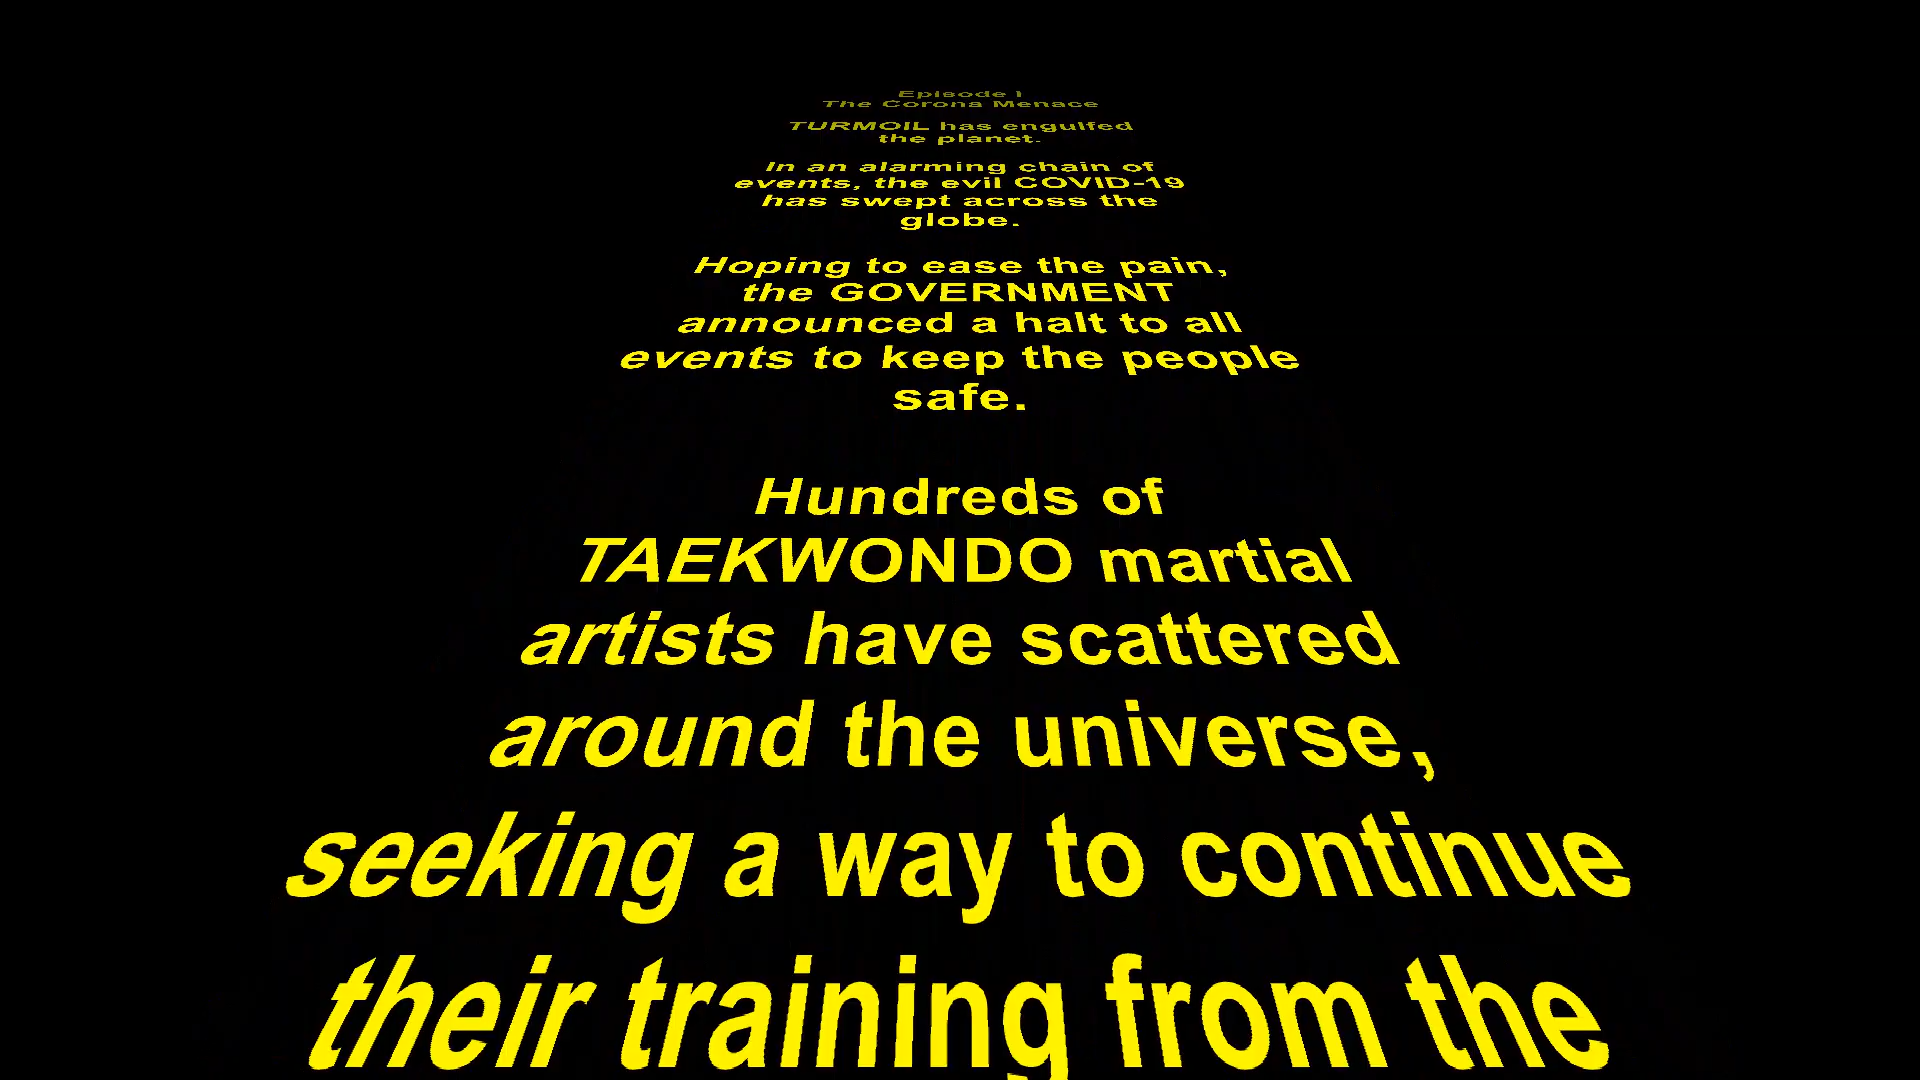 Episode I
The Corona Menace
TURMOIL has engulfed
the planet.
In an alarming chain of
events, the evil COVID-19
has swept across the
globe.
Hoping to ease the pain,
the GOVERNMENT
announced a halt to all
events to keep the people
safe.
Hundreds of
TAEKWONDO martial
artists have scattered
around the universe,
seeking a way to continue
their training from the